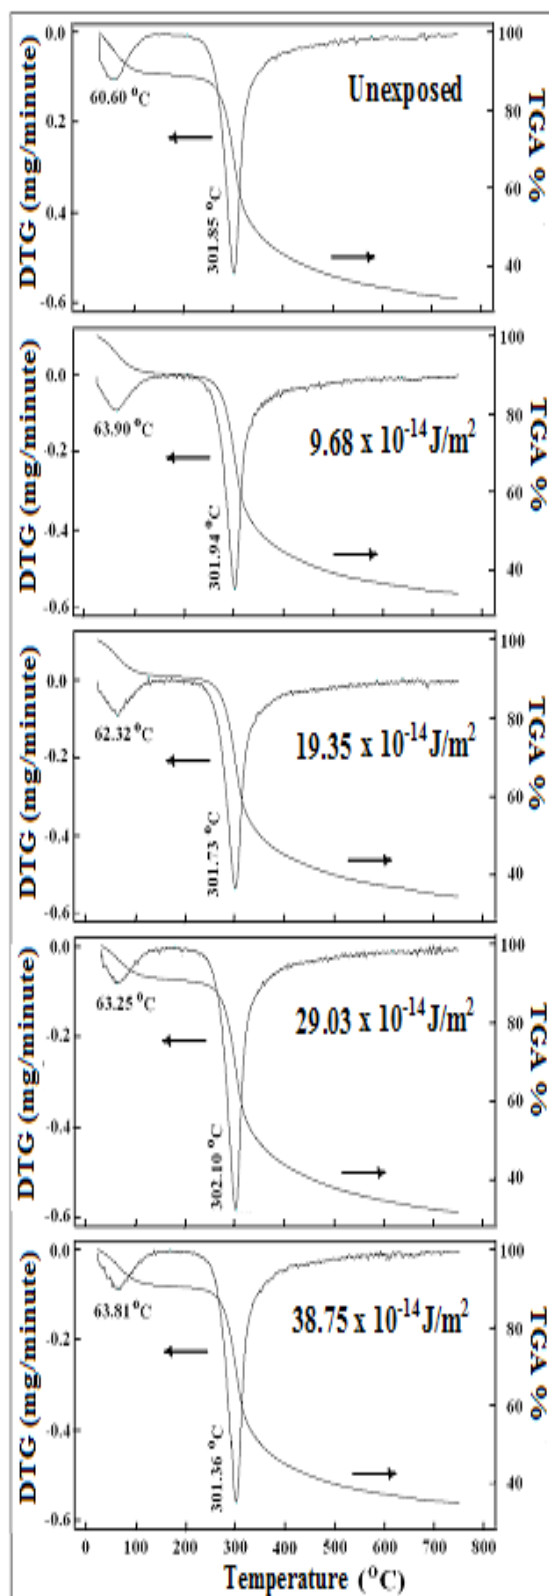 DTG (mg/minute)
0.0
0.2
0.4
-0.6
60.60 °C
301.85 °C
Unexposed
100
80
60
40
TGA %
DTG (mg/minute)
0.0
-0.2
-0.4
-0.6
63.90 °C
301.94 °C
9.68 x 10⁻¹⁴ J/m²
100
80
60
40
TGA %
DTG (mg/minute)
0.0
-0.2
-0.4
-0.6
62.32 °C
301.73 °C
19.35 x 10⁻¹⁴ J/m²
100
80
60
40
TGA %
DTG (mg/minute)
0.0
-0.2
-0.4
-0.6
63.25 °C
302.10 °C
29.03 x 10⁻¹⁴ J/m²
100
80
60
40
TGA %
DTG (mg/minute)
0.0
-0.2
-0.4
-0.6
63.81 °C
301.36 °C
38.75 x 10⁻¹⁴ J/m²
100
80
60
40
TGA %
0 100 200 300 400 500 600 700 800
Temperature (°C)